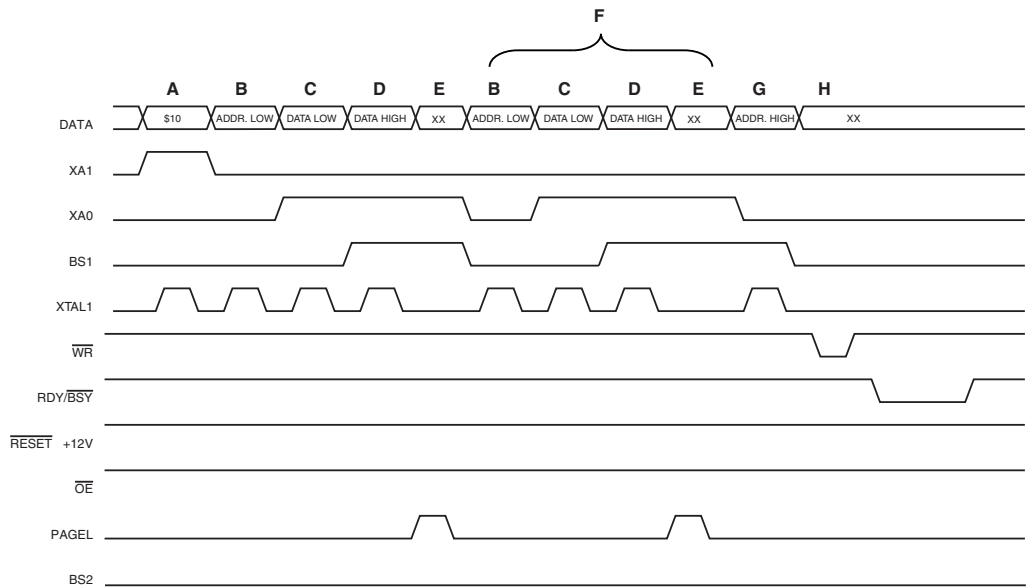 F
A B C D E B C D E G H
DATA $10 ADDR. LOW DATA LOW DATA HIGH XX ADDR. LOW DATA LOW DATA HIGH XX ADDR. HIGH XX
XA1
XA0
BS1
XTAL1
WR
RDY/BSY
RESET +12V
OE
PAGEL
BS2